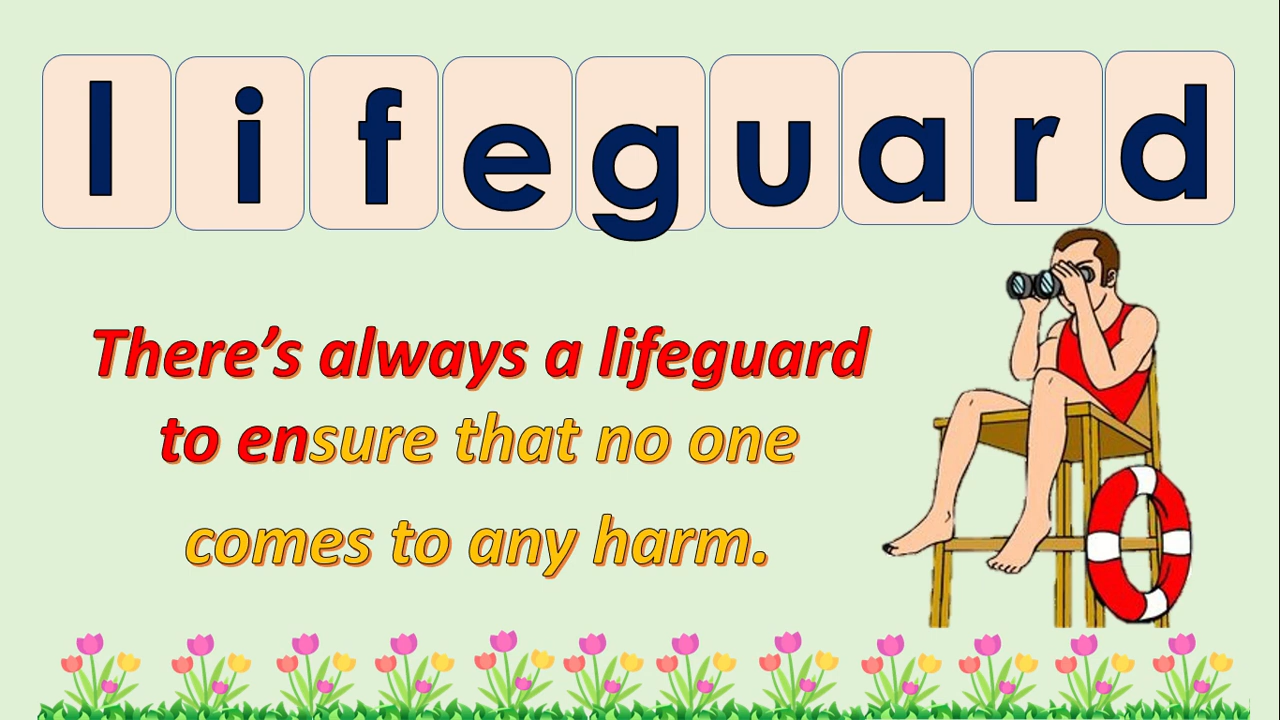 lifeguard
There’s always a lifeguard
to ensure that no one
comes to any harm.